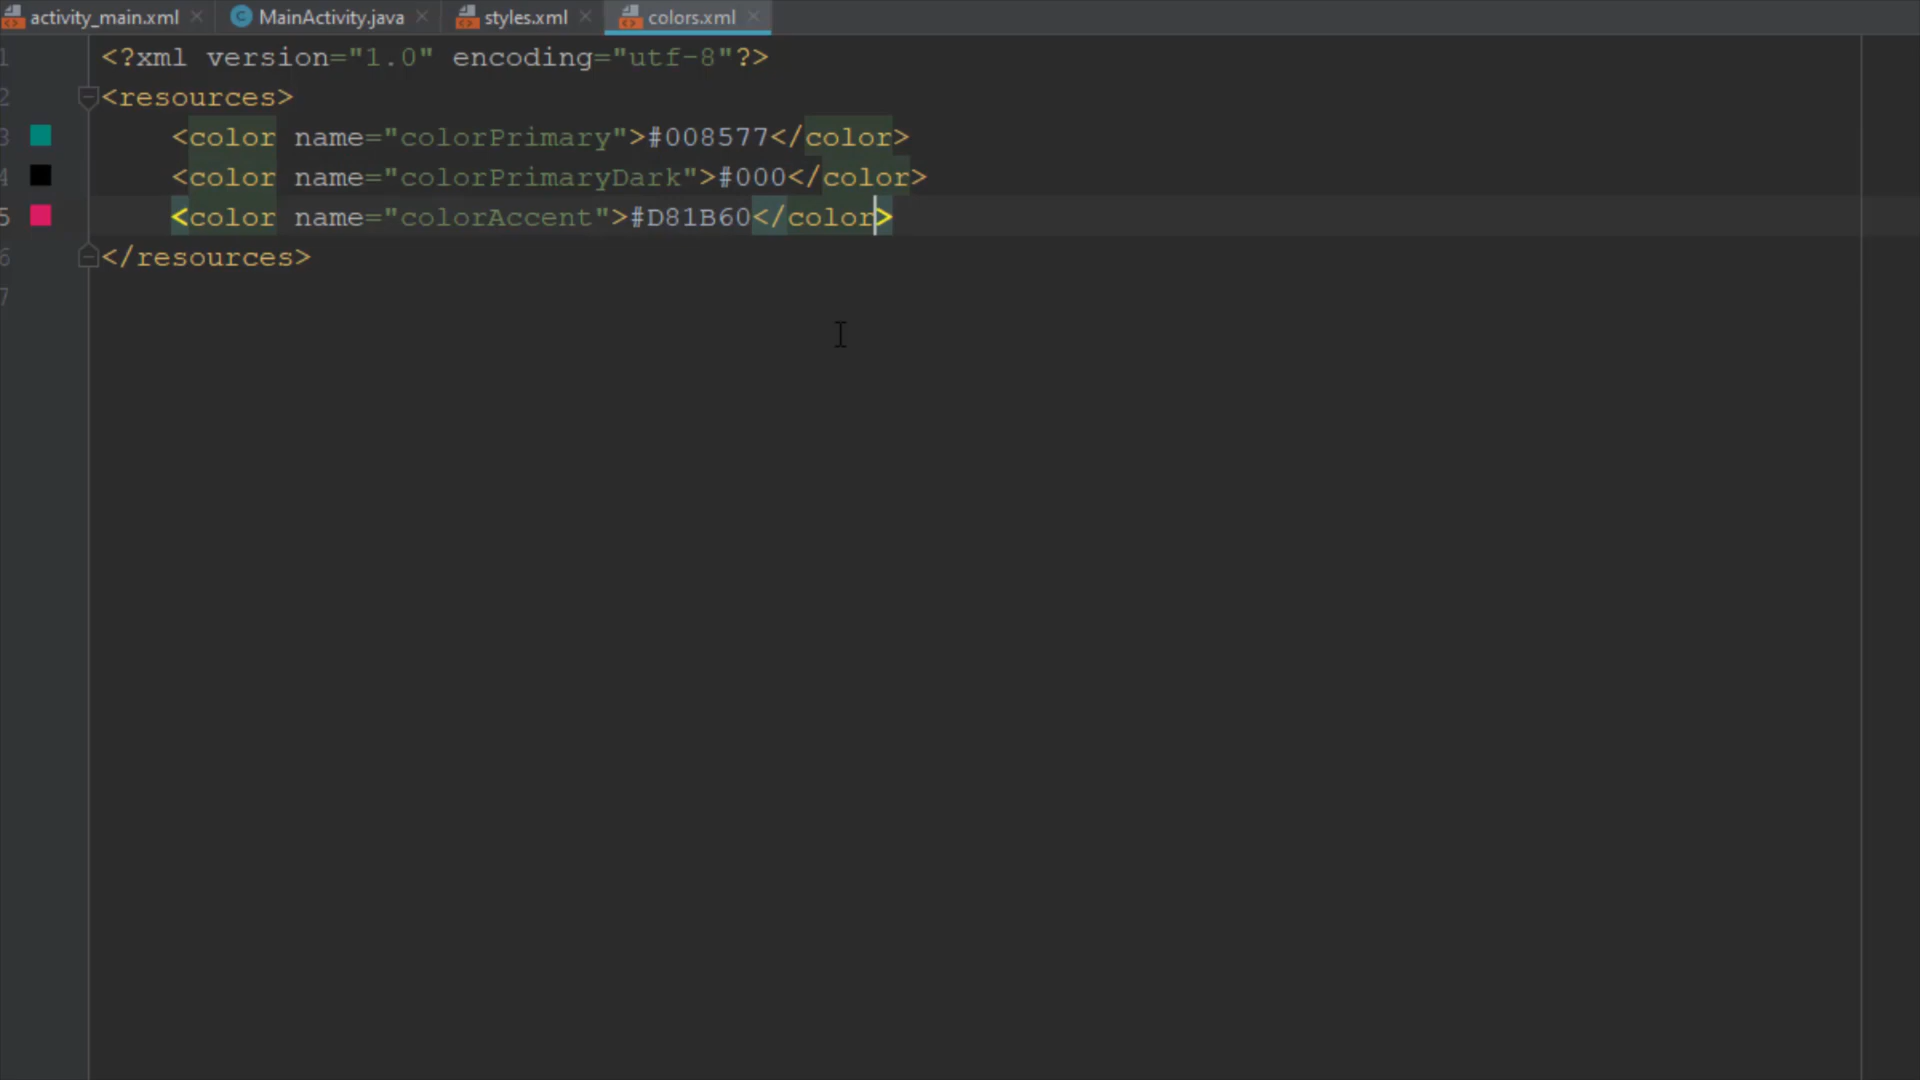 activity_main.xml MainActivity.java styles.xml colors.xml
1 <?xml version="1.0" encoding="utf-8"?>
2 <resources>
3 <color name="colorPrimary">#008577</color>
4 <color name="colorPrimaryDark">#000</color>
5 <color name="colorAccent">#D81B60</color>
6 </resources>
7